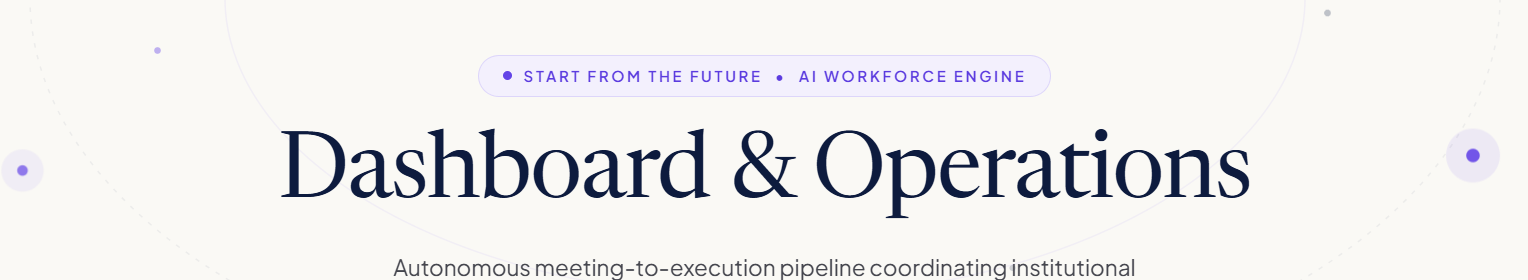 START FROM THE FUTURE • AI WORKFORCE ENGINE
Dashboard & Operations
Autonomous meeting-to-execution pipeline coordinating institutional